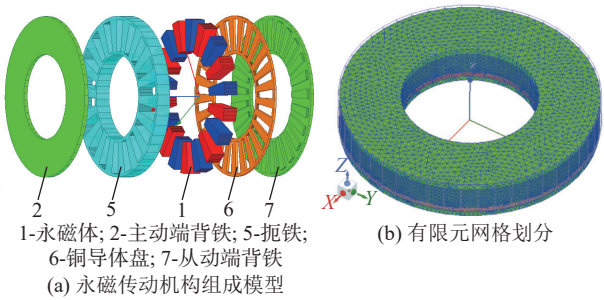 2 5 1 6 7
1-永磁体; 2-主动端背铁; 5-扼铁;
6-铜导体盘; 7-从动端背铁
(a) 永磁传动机构组成模型
Z
X Y
(b) 有限元网格划分